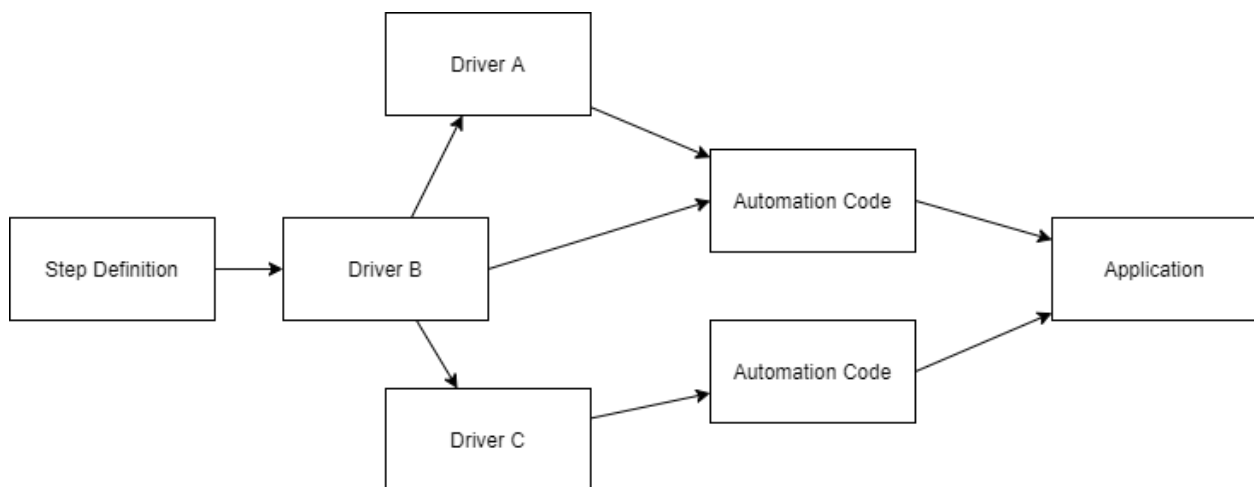 Driver A
Automation Code
Step Definition
Driver B
Application
Automation Code
Driver C